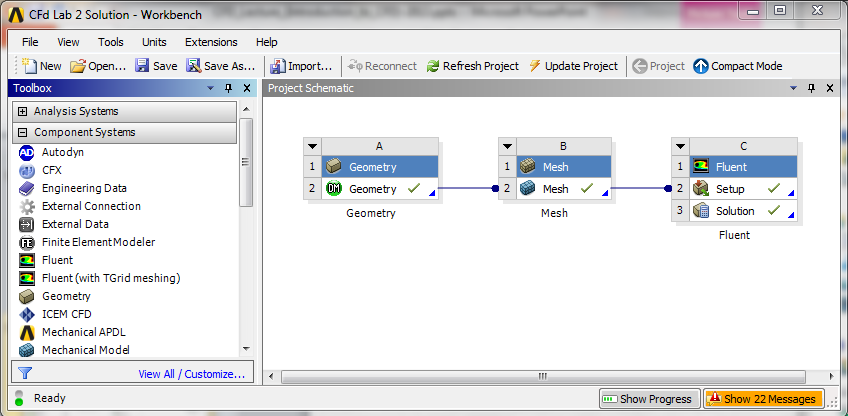 CFd Lab 2 Solution - Workbench
File View Tools Units Extensions Help
New Open... Save Save As... Import... Reconnect Refresh Project Update Project Project Compact Mode
Toolbox
Analysis Systems
Component Systems
Autodyn
CFX
Engineering Data
External Connection
External Data
Finite Element Modeler
Fluent
Fluent (with TGrid meshing)
Geometry
ICEM CFD
Mechanical APDL
Mechanical Model
View All / Customize...
Project Schematic
A
1 Geometry
2 DM Geometry
Geometry
B
1 Mesh
2 Mesh
Mesh
C
1 Fluent
2 Setup
3 Solution
Fluent
Ready
Show Progress
Show 22 Messages